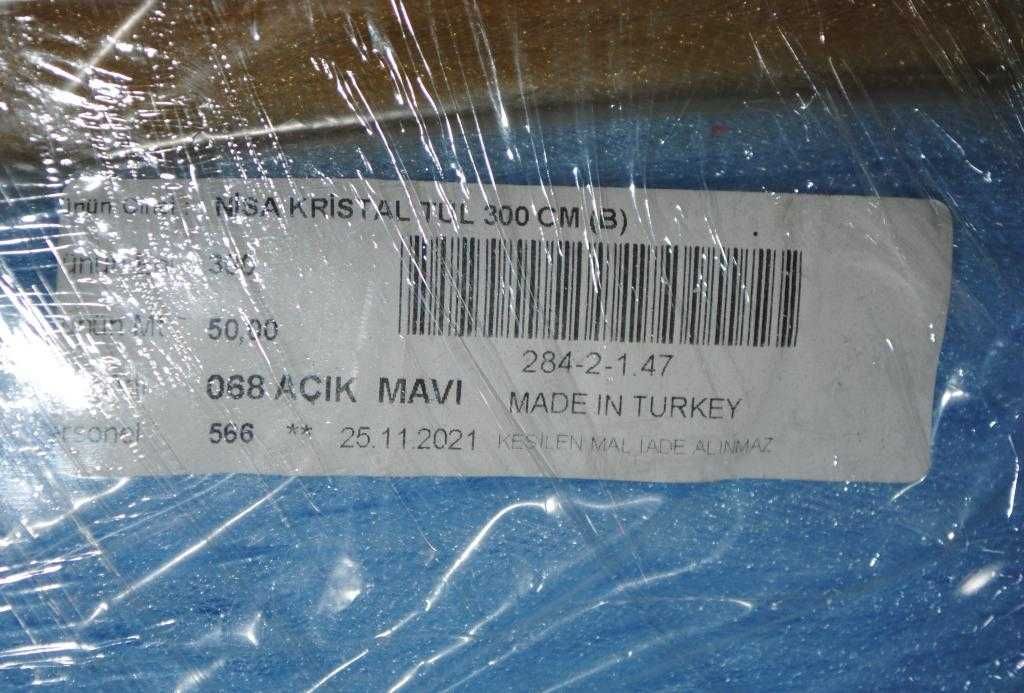 NİSA KRİSTAL TÜL 300 CM (B)
300
50,00
284-2-1.47
068 AÇIK MAVI
MADE IN TURKEY
566 ** 25.11.2021 KESİLEN MAL İADE ALINMAZ